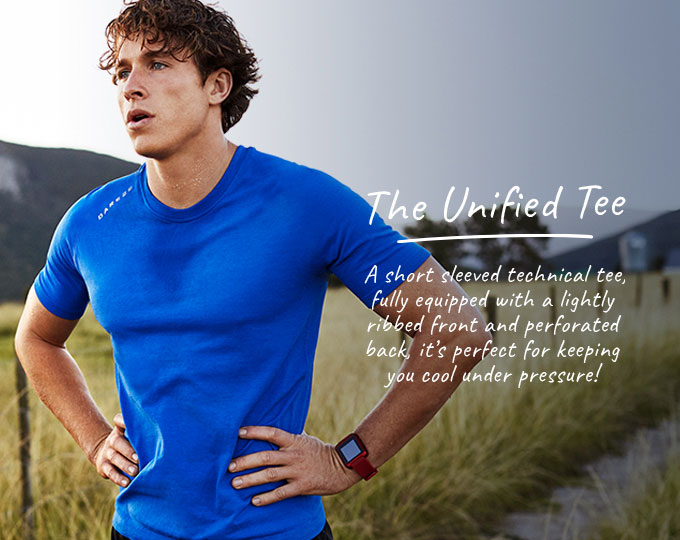 The Unified Tee
A short sleeved technical tee,
fully equipped with a lightly
ribbed front and perforated
back, it's perfect for keeping
you cool under pressure!